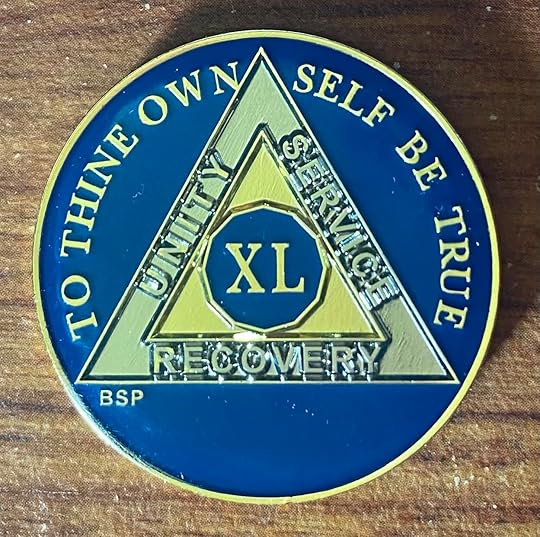 TO THINE OWN SELF BE TRUE
UNITY
SERVICE
XL
RECOVERY
BSP